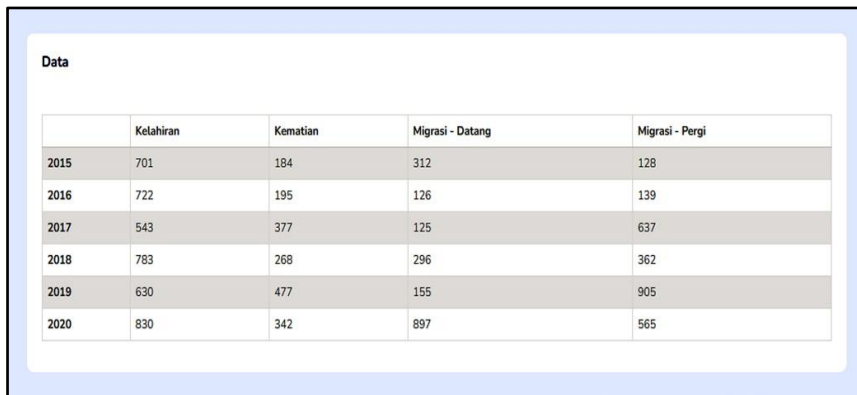 Data
Kelahiran Kematian Migrasi - Datang Migrasi - Pergi
2015 701 184 312 128
2016 722 195 126 139
2017 543 377 125 637
2018 783 268 296 362
2019 630 477 155 905
2020 830 342 897 565